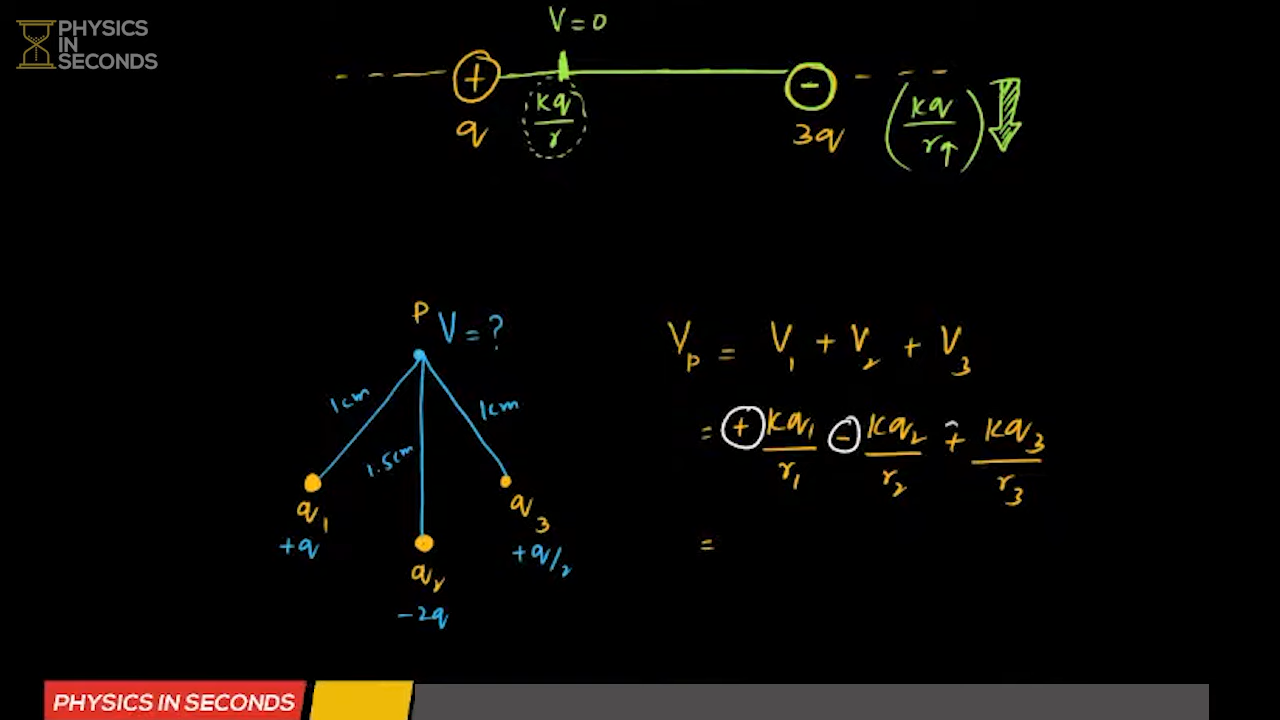 PHYSICS
IN
SECONDS
V = 0
+
-
kq/r
(kq/r↑)
q
3q
P
V = ?
1cm
1cm
1.5cm
q₁
+q
q₃
+q/2
q₂
-2q
Vp = V₁ + V₂ + V₃
= + kq₁/r₁ - kq₂/r₂ + kq₃/r₃
=
PHYSICS IN SECONDS